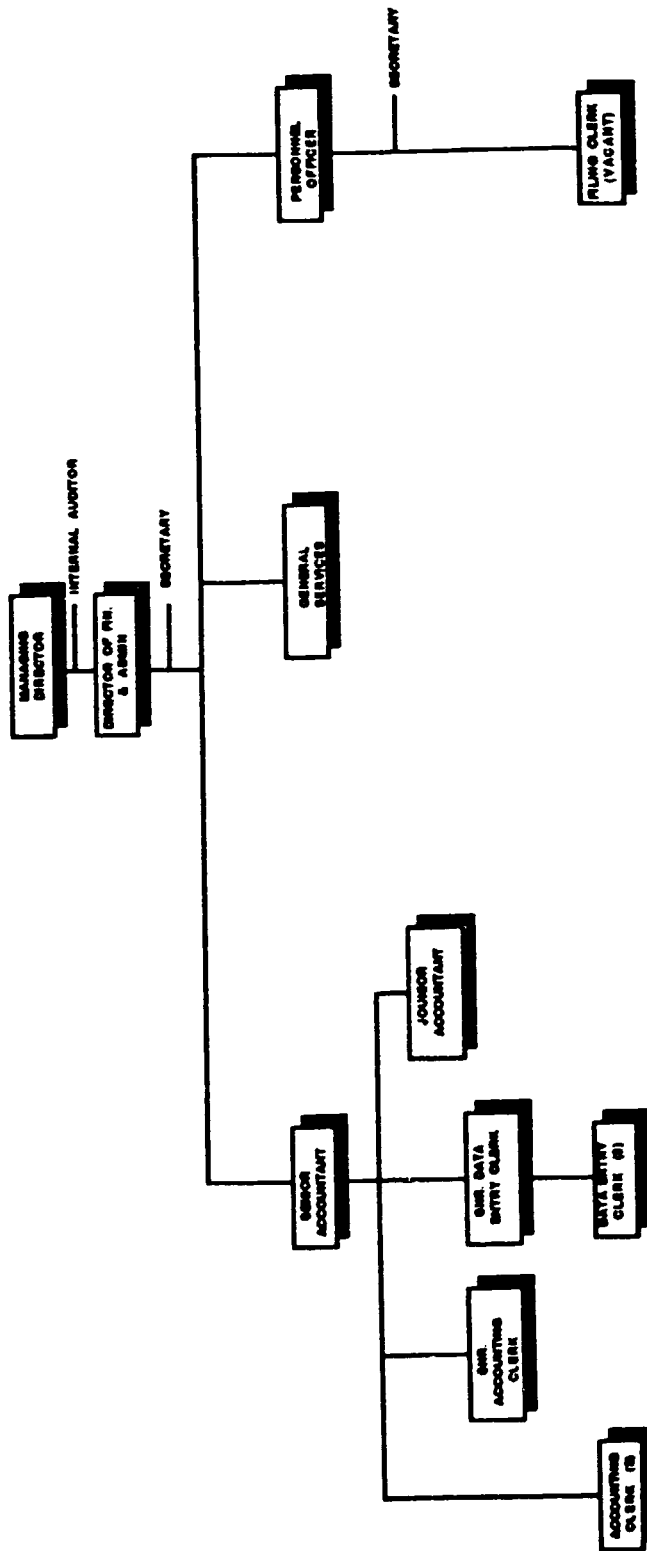 MANAGING
DIRECTOR
INTERNAL AUDITOR
DIRECTOR OF FIN.
& ADMIN
SECRETARY
SENIOR
ACCOUNTANT
GENERAL
SERVICES
PERSONNEL
OFFICER
SECRETARY
JOUNIOR
ACCOUNTANT
SNR. DATA
ENTRY CLERK
SNR.
ACCOUNTING
CLERK
ACCOUNTING
CLERK
DATA ENTRY
CLERK
FILING CLERK
(VACANT)